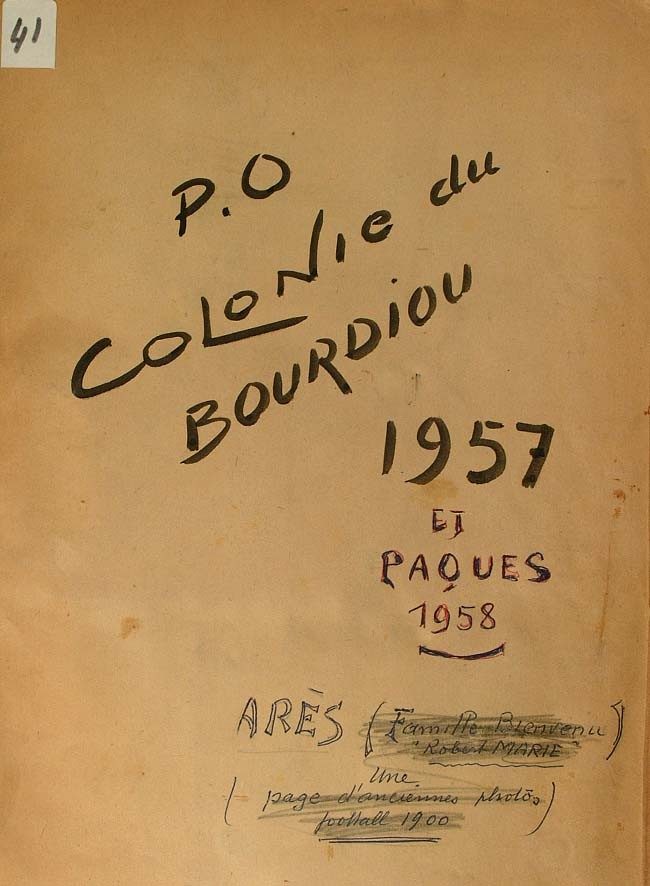 41
P.O
COLONIE du
BOURDIOU
1957
ET
PAQUES
1958
ARÈS (Famille Bienvenu)
"Robert MARIE"
(Une
page d'anciennes photos)
football 1900